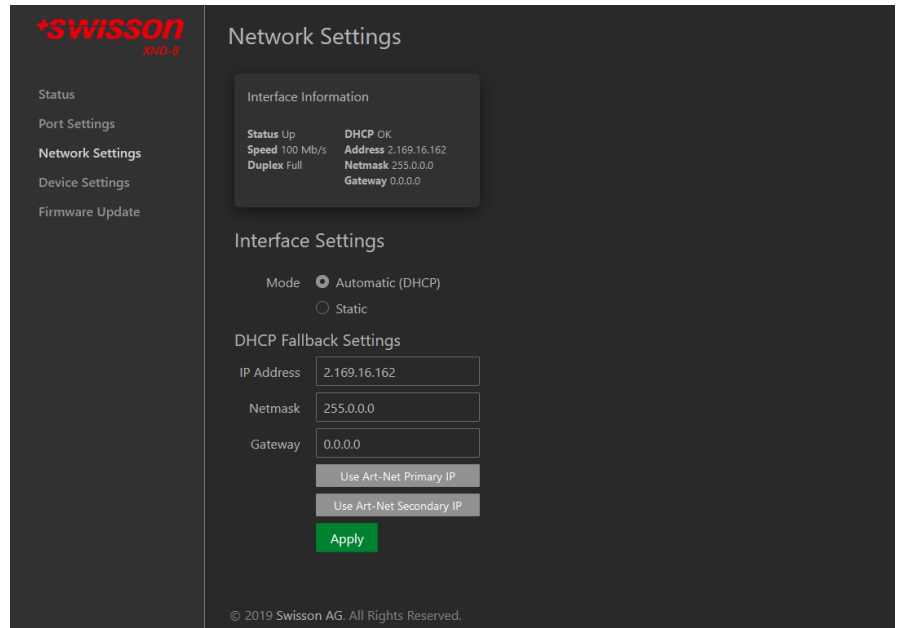 +swisson
XND-8
Status
Port Settings
Network Settings
Device Settings
Firmware Update
Network Settings
Interface Information
Status Up
Speed 100 Mb/s
Duplex Full
DHCP OK
Address 2.169.16.162
Netmask 255.0.0.0
Gateway 0.0.0.0
Interface Settings
Mode Automatic (DHCP)
Static
DHCP Fallback Settings
IP Address 2.169.16.162
Netmask 255.0.0.0
Gateway 0.0.0.0
Use Art-Net Primary IP
Use Art-Net Secondary IP
Apply
© 2019 Swisson AG. All Rights Reserved.